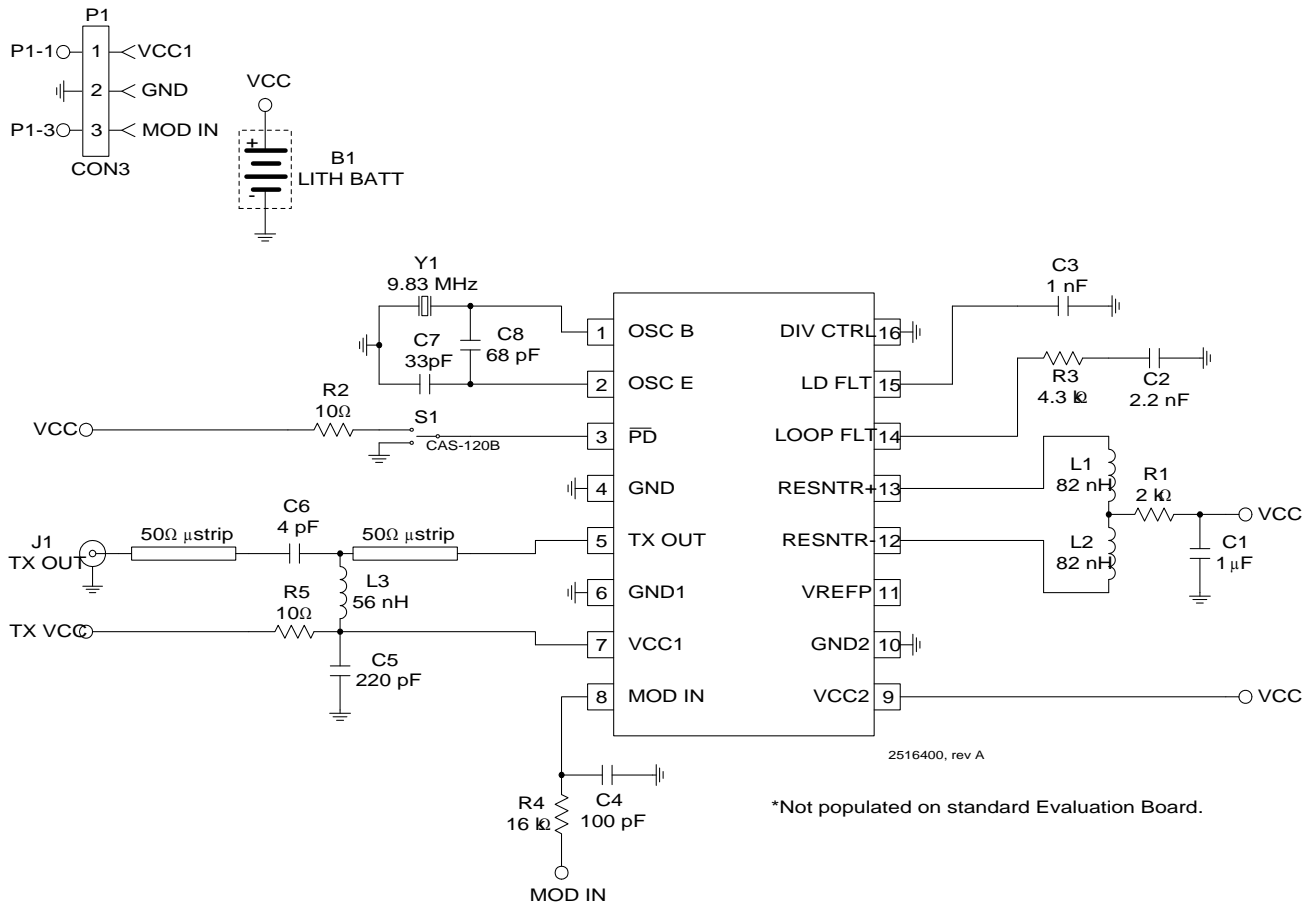 P1
P1-1
1
VCC1
2
GND
P1-3
3
MOD IN
CON3
VCC
+
-
B1
LITH BATT
Y1
9.83 MHz
C7
33pF
C8
68 pF
R2
10Ω
VCC
S1
CAS-120B
J1
TX OUT
50Ω µstrip
C6
4 pF
50Ω µstrip
L3
56 nH
R5
10Ω
TX VCC
C5
220 pF
1 OSC B
2 OSC E
3 PD
4 GND
5 TX OUT
6 GND1
7 VCC1
8 MOD IN
DIV CTRL 16
LD FLT 15
LOOP FLT 14
RESNTR+ 13
RESNTR- 12
VREFP 11
GND2 10
VCC2 9
C3
1 nF
R3
4.3 kΩ
C2
2.2 nF
L1
82 nH
R1
2 kΩ
VCC
L2
82 nH
C1
1 µF
VCC
2516400, rev A
R4
16 kΩ
C4
100 pF
MOD IN
*Not populated on standard Evaluation Board.